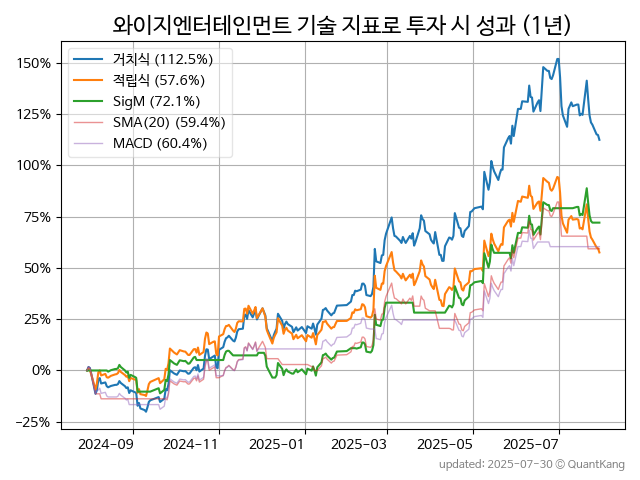 와이지엔터테인먼트 기술 지표로 투자 시 성과 (1년)
거치식 (112.5%)
적립식 (57.6%)
SigM (72.1%)
SMA(20) (59.4%)
MACD (60.4%)
150%
125%
100%
75%
50%
25%
0%
−25%
2024-09 2024-11 2025-01 2025-03 2025-05 2025-07
updated: 2025-07-30 © QuantKang